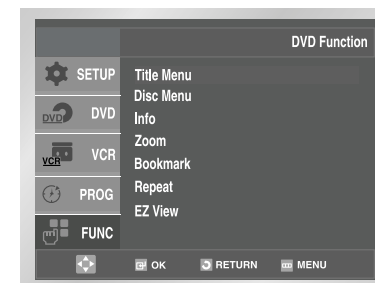 DVD Function
SETUP
DVD DVD
VCR VCR
PROG
FUNC
Title Menu
Disc Menu
Info
Zoom
Bookmark
Repeat
EZ View
OK RETURN MENU